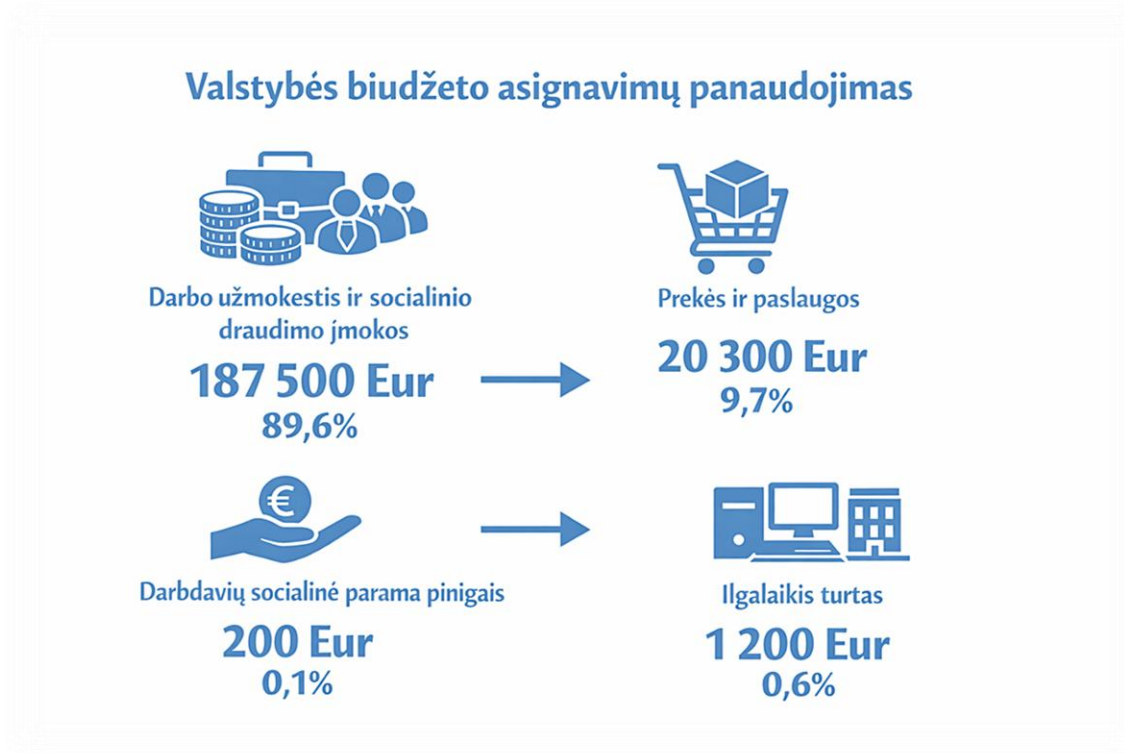 Valstybės biudžeto asignavimų panaudojimas
Darbo užmokestis ir socialinio
draudimo įmokos
187 500 Eur
89,6%
Prekės ir paslaugos
20 300 Eur
9,7%
€
Darbdavių socialinė parama pinigais
200 Eur
0,1%
Ilgalaikis turtas
1 200 Eur
0,6%